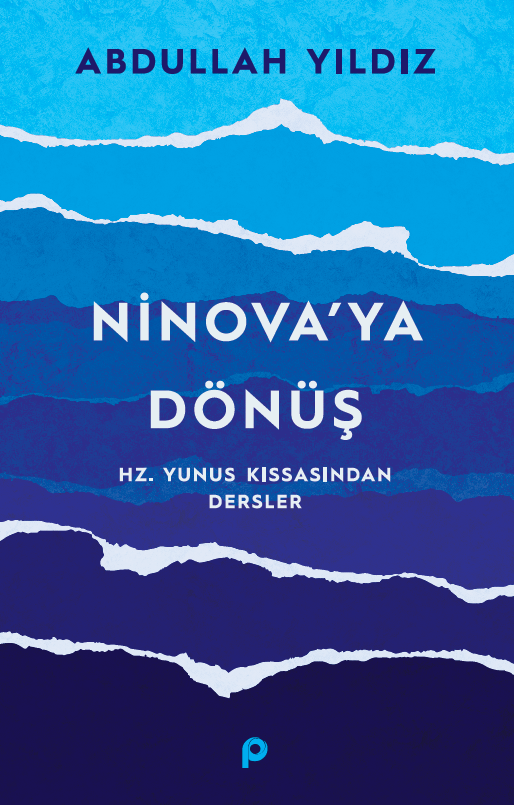 ABDULLAH YILDIZ
NİNOVA'YA
DÖNÜŞ
HZ. YUNUS KISSASINDAN
DERSLER